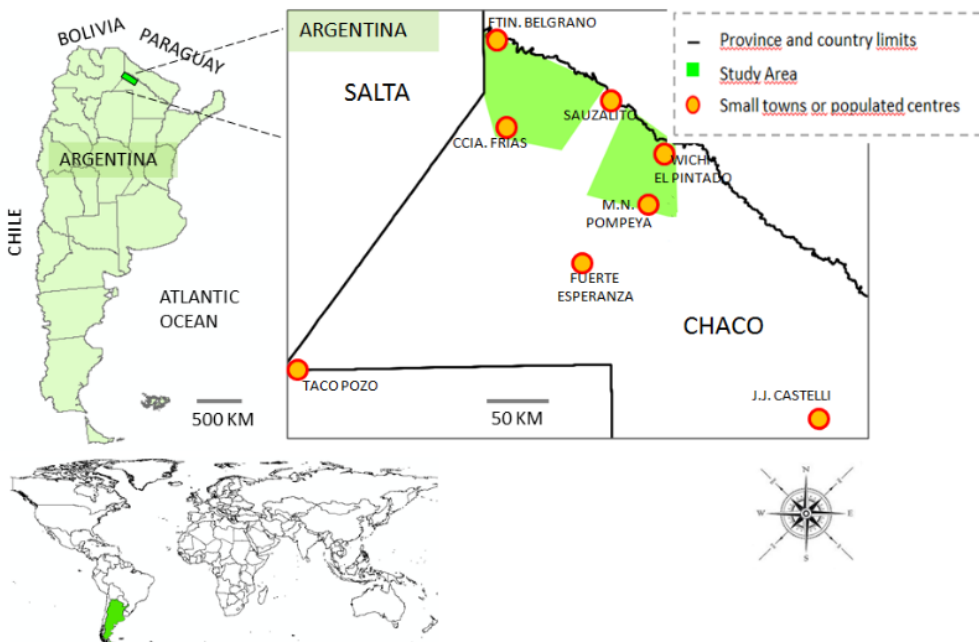 BOLIVIA
PARAGUAY
ARGENTINA
CHILE
ATLANTIC
OCEAN
500 KM
ARGENTINA
FTIN. BELGRANO
SALTA
SAUZALITO
CCIA. FRIAS
WICHI
EL PINTADO
M.N.
POMPEYA
FUERTE
ESPERANZA
CHACO
TACO POZO
50 KM
J.J. CASTELLI
Province and country limits
Study Area
Small towns or populated centres
N
W
E
S